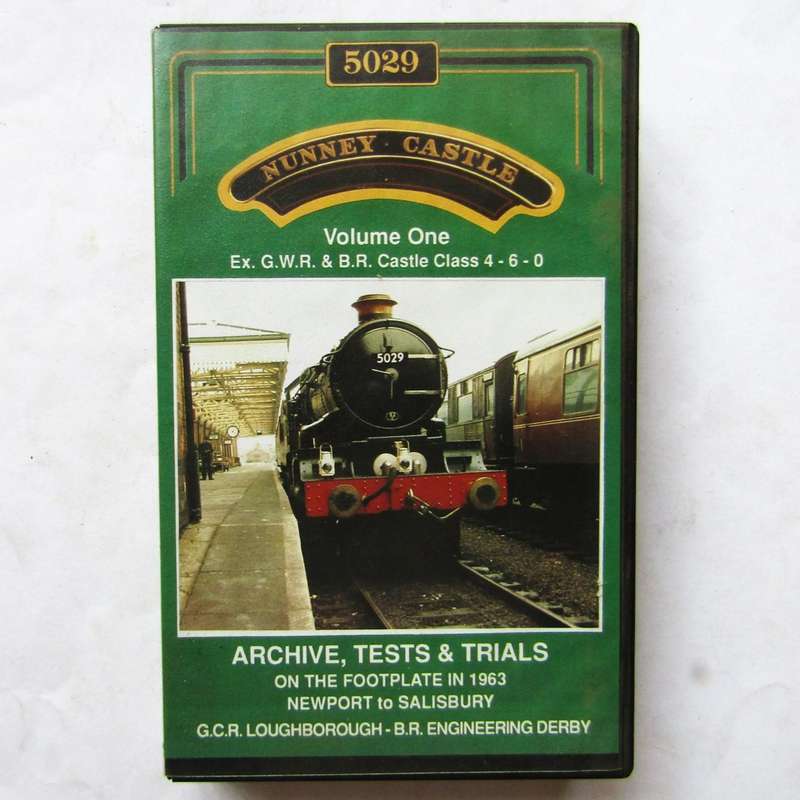 5029
NUNNEY CASTLE
Volume One
Ex. G.W.R. & B.R. Castle Class 4 - 6 - 0
5029
ARCHIVE, TESTS & TRIALS
ON THE FOOTPLATE IN 1963
NEWPORT to SALISBURY
G.C.R. LOUGHBOROUGH - B.R. ENGINEERING DERBY